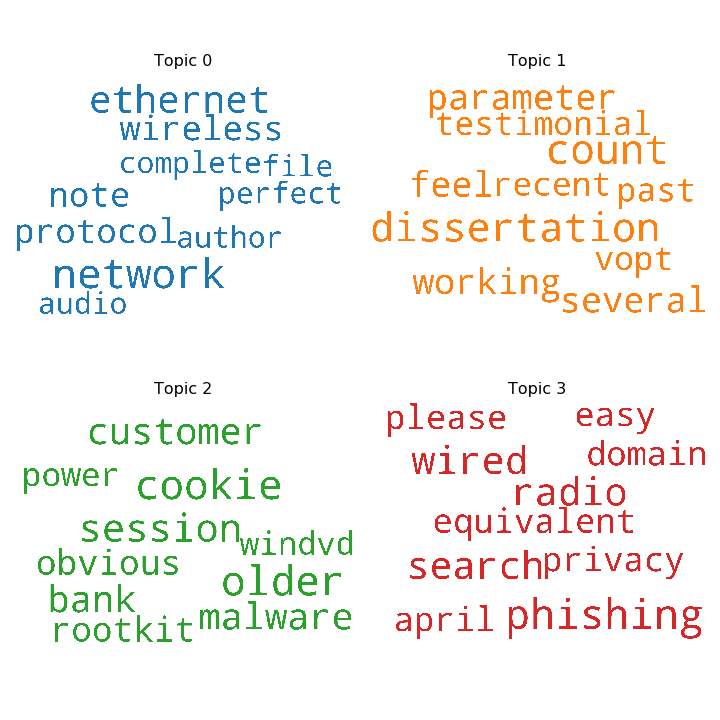 Topic 0
ethernet
wireless
complete file
note perfect
protocol author
network
audio
Topic 1
parameter
testimonial
count
feel recent past
dissertation
vopt
working
several
Topic 2
customer
power cookie
session
windvd
obvious
older
bank
malware
rootkit
Topic 3
please easy
wired domain
radio
equivalent
search privacy
april phishing